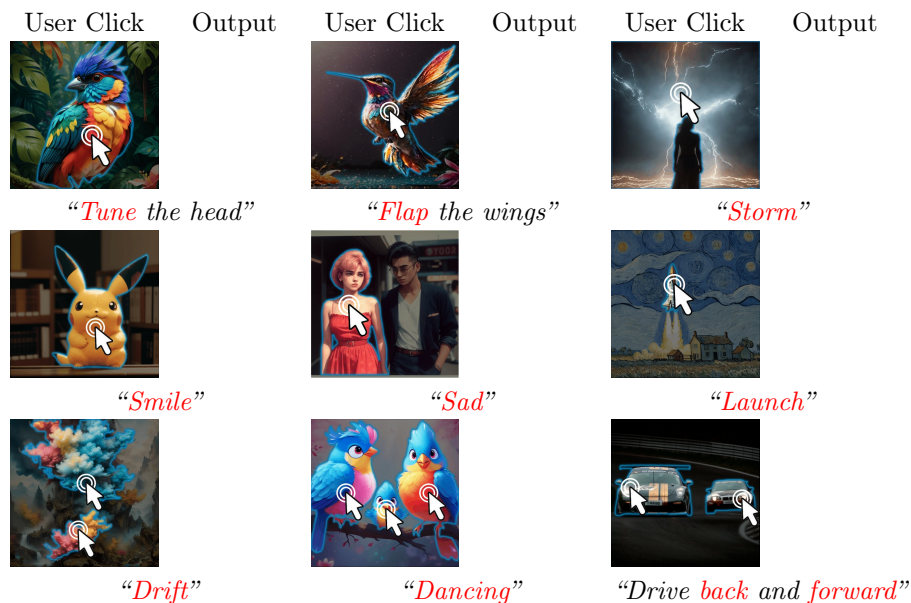 User Click Output User Click Output User Click Output
“Tune the head” “Flap the wings” “Storm”
“Smile” “Sad” “Launch”
“Drift” “Dancing” “Drive back and forward”